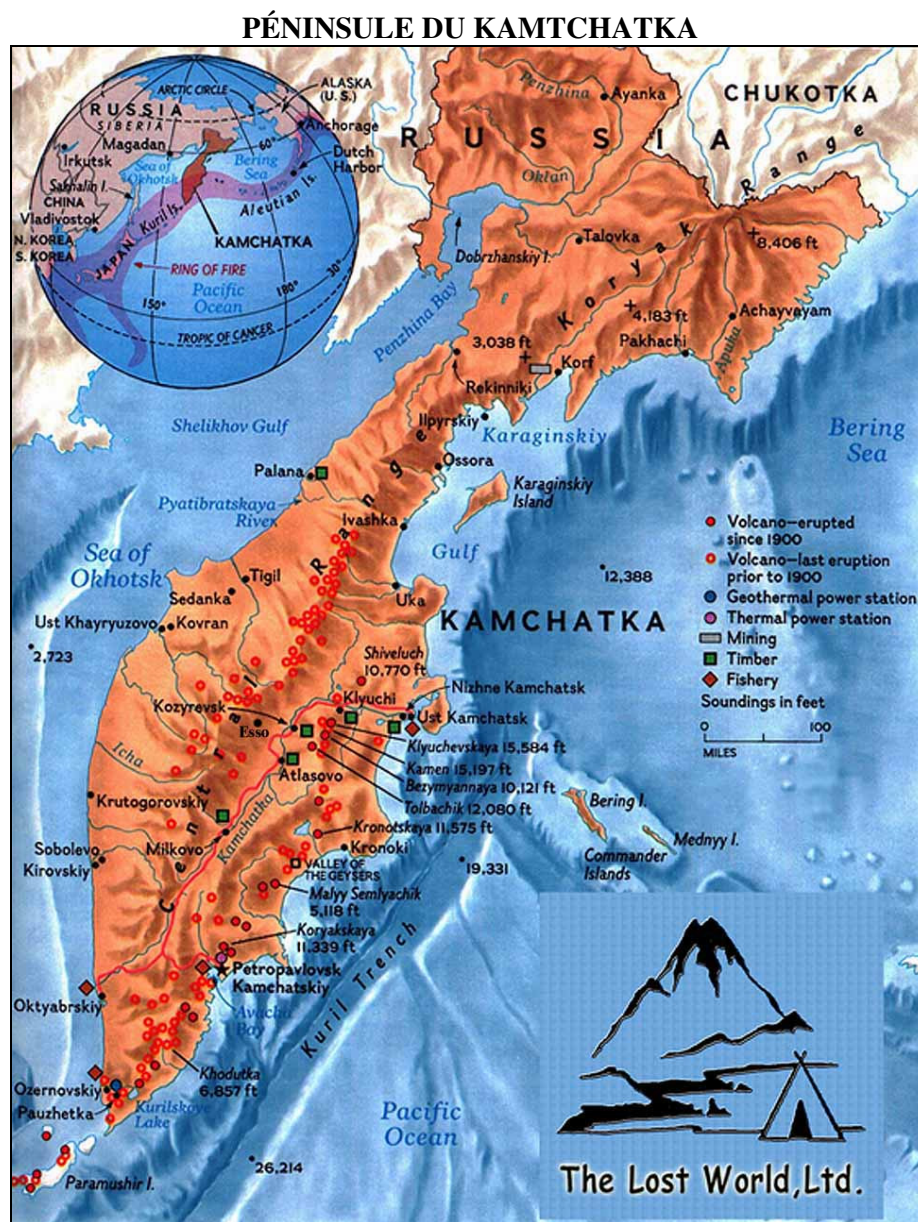 PÉNINSULE DU KAMTCHATKA
ARCTIC CIRCLE
ALASKA
(U. S.)
RUSSIA
SIBERIA
Magadan
Anchorage
60°
Bering
Sea
Dutch
Harbor
Irkutsk
Sea of
Okhotsk
Sakhalin I.
CHINA
Kuril Is.
Aleutian Is.
Vladivostok
N. KOREA
S. KOREA
JAPAN
KAMCHATKA
RING OF FIRE
Pacific
Ocean
150°
180°
30°
TROPIC OF CANCER
Penzhina
Ayanka
CHUKOTKA
RUSSIA
Oklan
Koryak Range
Talovka
8,406 ft
Dobrzhanskiy I.
4,183 ft
Achayvayam
Penzhina Bay
3,038 ft
Pakhachi
Apuka
Korf
Rekinniki
Ilpyrskiy
Karaginskiy
Shelikhov Gulf
Bering
Sea
Ossora
Palana
Karaginskiy
Island
Pyatibratskaya
River
Ivashka
Gulf
Sea of
Okhotsk
Volcano—erupted
since 1900
Volcano—last eruption
prior to 1900
Geothermal power station
Thermal power station
Mining
Timber
Fishery
Soundings in feet
0
100
MILES
Tigil
12,388
Sedanka
Uka
Ust Khayryuzovo
Kovran
KAMCHATKA
2,723
Shiveluch
10,770 ft
Central Range
Klyuchi
Nizhne Kamchatsk
Kozyrevsk
Ust Kamchatsk
Esso
Klyuchevskaya 15,584 ft
Kamen 15,197 ft
Icha
Bezymyannaya 10,121 ft
Atlasovo
Tolbachik 12,080 ft
Krutogorovskiy
Bering I.
Kamchatka
Kronotskaya 11,575 ft
Mednyy I.
Milkovo
Kronoki
Sobolevo
Commander
Islands
Kirovskiy
VALLEY OF
THE GEYSERS
19,331
Malyy Semlyachik
5,118 ft
Koryakskaya
11,339 ft
Petropavlovsk
Kamchatskiy
Kuril Trench
Oktyabrskiy
Avacha
Bay
Khodutka
6,857 ft
Ozernovskiy
Pauzhetka
Kurilskoye
Lake
Pacific
Ocean
26,214
Paramushir I.
The Lost World,Ltd.